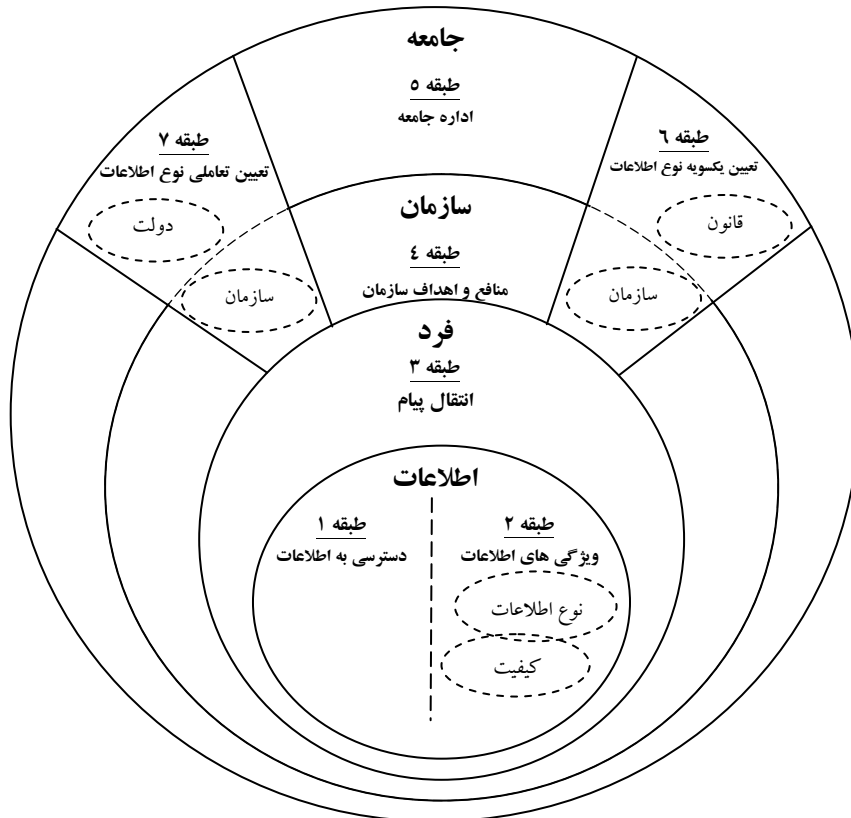 جامعه
طبقه ۵
اداره جامعه
طبقه ۶
تعیین یکسویه نوع اطلاعات
قانون
سازمان
طبقه ۷
تعیین تعاملی نوع اطلاعات
دولت
سازمان
سازمان
طبقه ٤
منافع و اهداف سازمان
فرد
طبقه ۳
انتقال پیام
اطلاعات
طبقه ۲
ویژگی های اطلاعات
نوع اطلاعات
کیفیت
طبقه ۱
دسترسی به اطلاعات